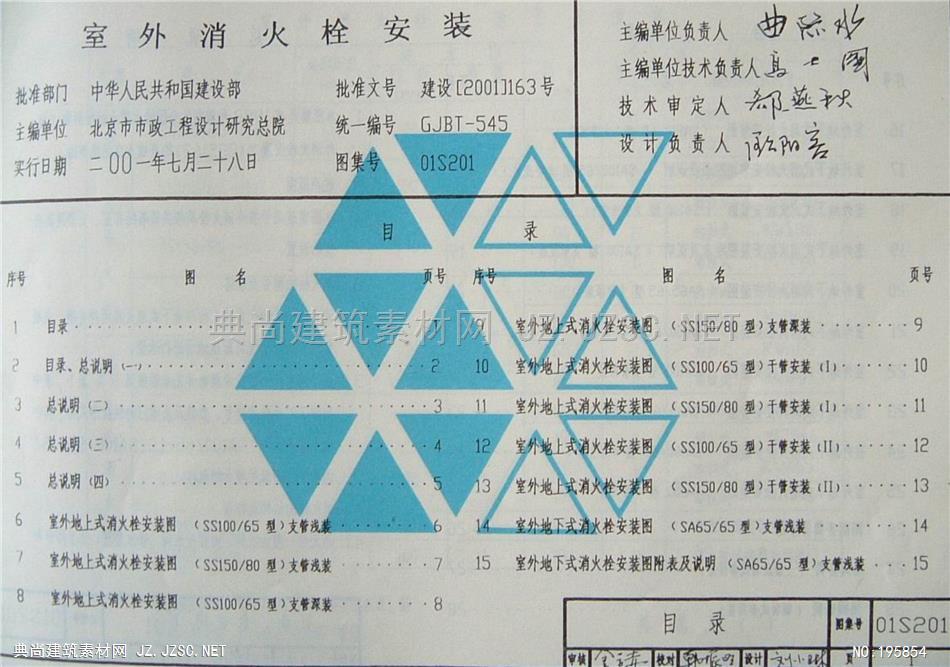 室外消火栓安装
批准部门 中华人民共和国建设部 批准文号 建设[2001]163号
主编单位 北京市市政工程设计研究总院 统一编号 GJBT-545
实行日期 二00一年七月二十八日 图集号 01S201
主编单位负责人
主编单位技术负责人
技术审定人
设计负责人
目录
序号 图名 页号 序号 图名 页号
1 目录
2 目录、总说明(一) 2
3 总说明(二) 3
4 总说明(三) 4
5 总说明(四) 5
6 室外地上式消火栓安装图 (SS100/65 型)支管浅装 6
7 室外地上式消火栓安装图 (SS150/80 型)支管浅装 7
8 室外地上式消火栓安装图 (SS100/65 型)支管深装 8
9 室外地上式消火栓安装图 (SS150/80 型)支管深装 9
10 室外地上式消火栓安装图 (SS100/65 型)干管安装(I) 10
11 室外地上式消火栓安装图 (SS150/80 型)干管安装(I) 11
12 室外地上式消火栓安装图 (SS100/65 型)干管安装(II) 12
13 室外地上式消火栓安装图 (SS150/80 型)干管安装(II) 13
14 室外地下式消火栓安装图 (SA65/65 型)支管浅装 14
15 室外地下式消火栓安装图附表及说明 (SA65/65 型)支管浅装 15
典尚建筑素材网 JZ.JZSC.NET
目录 图集号 01S201
审核 校对 设计 页 1
典尚建筑素材网 JZ.JZSC.NET
NO:195854